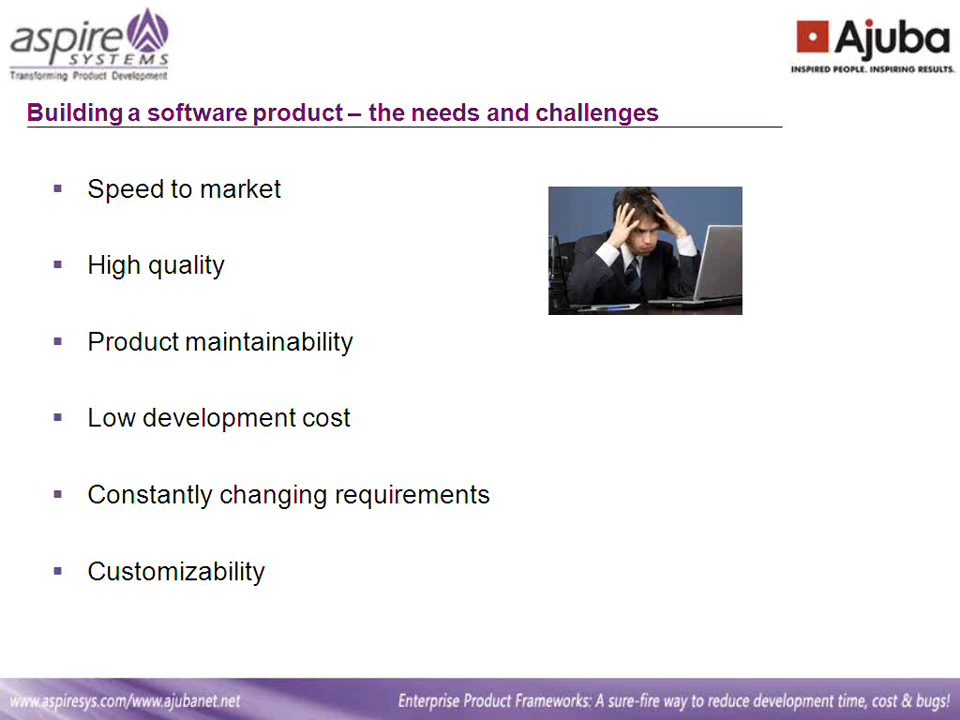 aspire
SYSTEMS
Transforming Product Development
Ajuba
INSPIRED PEOPLE. INSPIRING RESULTS.
Building a software product – the needs and challenges
▪ Speed to market
▪ High quality
▪ Product maintainability
▪ Low development cost
▪ Constantly changing requirements
▪ Customizability
www.aspiresys.com/www.ajubanet.net
Enterprise Product Frameworks: A sure-fire way to reduce development time, cost & bugs!